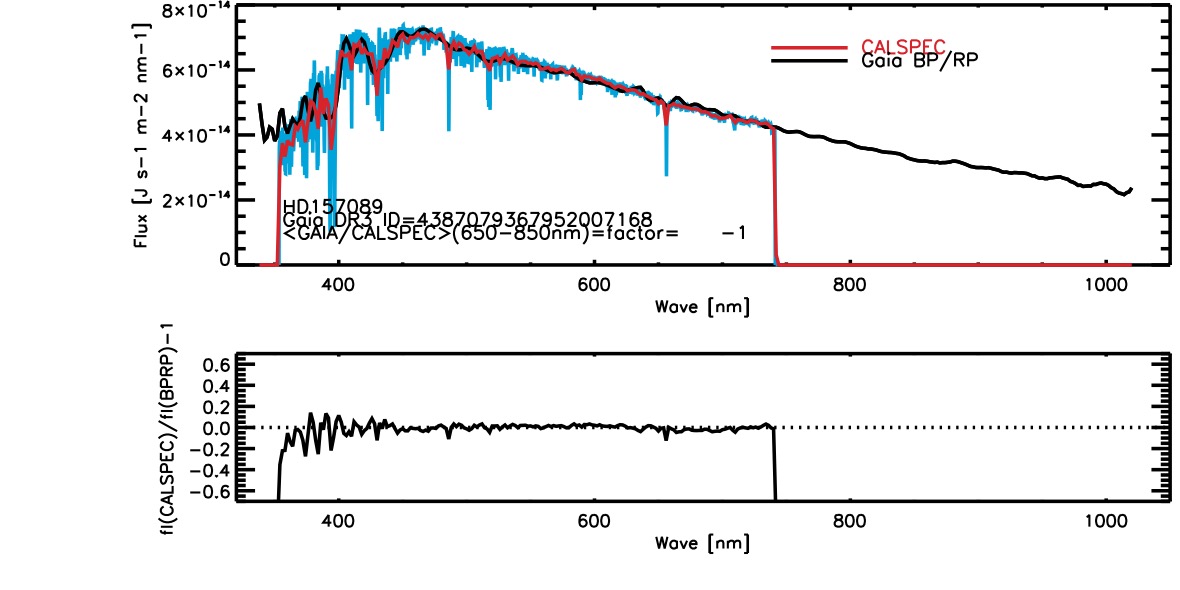 8×10−14
6×10−14
4×10−14
2×10−14
0
Flux [J s−1 m−2 nm−1]
CALSPEC
Gaia BP/RP
HD157089
Gaia DR3 ID=4387079367952007168
<GAIA/CALSPEC>(650−850nm)=factor= −1
400 600 800 1000
Wave [nm]
fl(CALSPEC)/fl(BPRP)−1
0.6
0.4
0.2
0.0
−0.2
−0.4
−0.6
400 600 800 1000
Wave [nm]